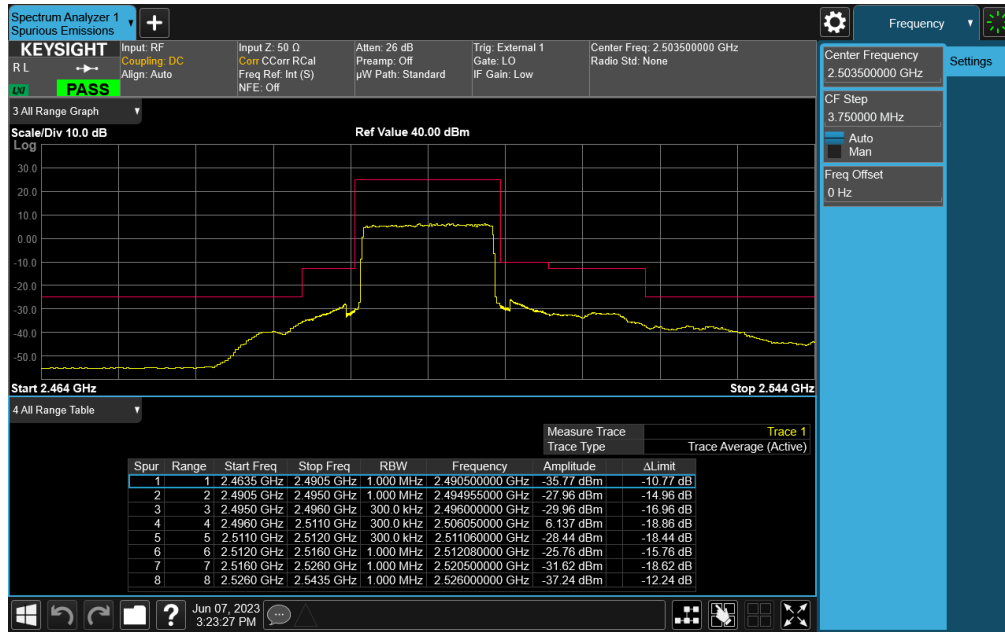 Spectrum Analyzer 1
Spurious Emissions
Frequency
KEYSIGHT
R L
LXI
PASS
Input: RF
Coupling: DC
Align: Auto
Input Z: 50 Ω
Corr CCorr RCal
Freq Ref: Int (S)
NFE: Off
Atten: 26 dB
Preamp: Off
µW Path: Standard
Trig: External 1
Gate: LO
IF Gain: Low
Center Freq: 2.503500000 GHz
Radio Std: None
Center Frequency
2.503500000 GHz
Settings
CF Step
3.750000 MHz
Auto
Man
Freq Offset
0 Hz
3 All Range Graph
Scale/Div 10.0 dB
Ref Value 40.00 dBm
Log
30.0
20.0
10.0
0.00
-10.0
-20.0
-30.0
-40.0
-50.0
Start 2.464 GHz
Stop 2.544 GHz
4 All Range Table
Measure Trace Trace 1
Trace Type Trace Average (Active)
Spur Range Start Freq Stop Freq RBW Frequency Amplitude ΔLimit
1 1 2.4635 GHz 2.4905 GHz 1.000 MHz 2.490500000 GHz -35.77 dBm -10.77 dB
2 2 2.4905 GHz 2.4950 GHz 1.000 MHz 2.494955000 GHz -27.96 dBm -14.96 dB
3 3 2.4950 GHz 2.4960 GHz 300.0 kHz 2.496000000 GHz -29.96 dBm -16.96 dB
4 4 2.4960 GHz 2.5110 GHz 300.0 kHz 2.506050000 GHz 6.137 dBm -18.86 dB
5 5 2.5110 GHz 2.5120 GHz 300.0 kHz 2.511060000 GHz -28.44 dBm -18.44 dB
6 6 2.5120 GHz 2.5160 GHz 1.000 MHz 2.512080000 GHz -25.76 dBm -15.76 dB
7 7 2.5160 GHz 2.5260 GHz 1.000 MHz 2.520500000 GHz -31.62 dBm -18.62 dB
8 8 2.5260 GHz 2.5435 GHz 1.000 MHz 2.526000000 GHz -37.24 dBm -12.24 dB
Jun 07, 2023
3:23:27 PM